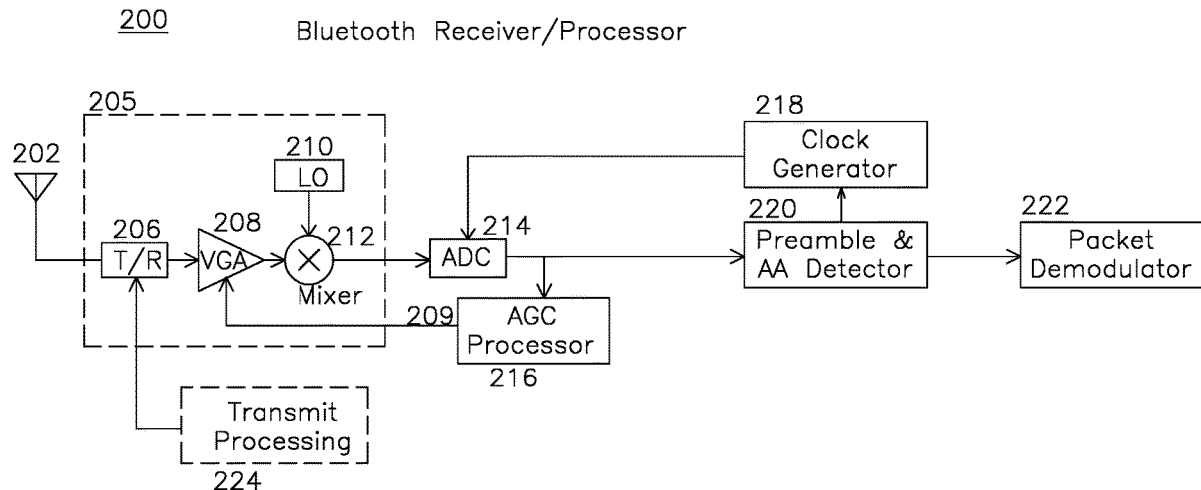 200
Bluetooth Receiver/Processor
205
218
Clock
Generator
202
210
LO
208
206
T/R
VGA
212
Mixer
214
ADC
220
Preamble &
AA Detector
222
Packet
Demodulator
209
AGC
Processor
216
Transmit
Processing
224